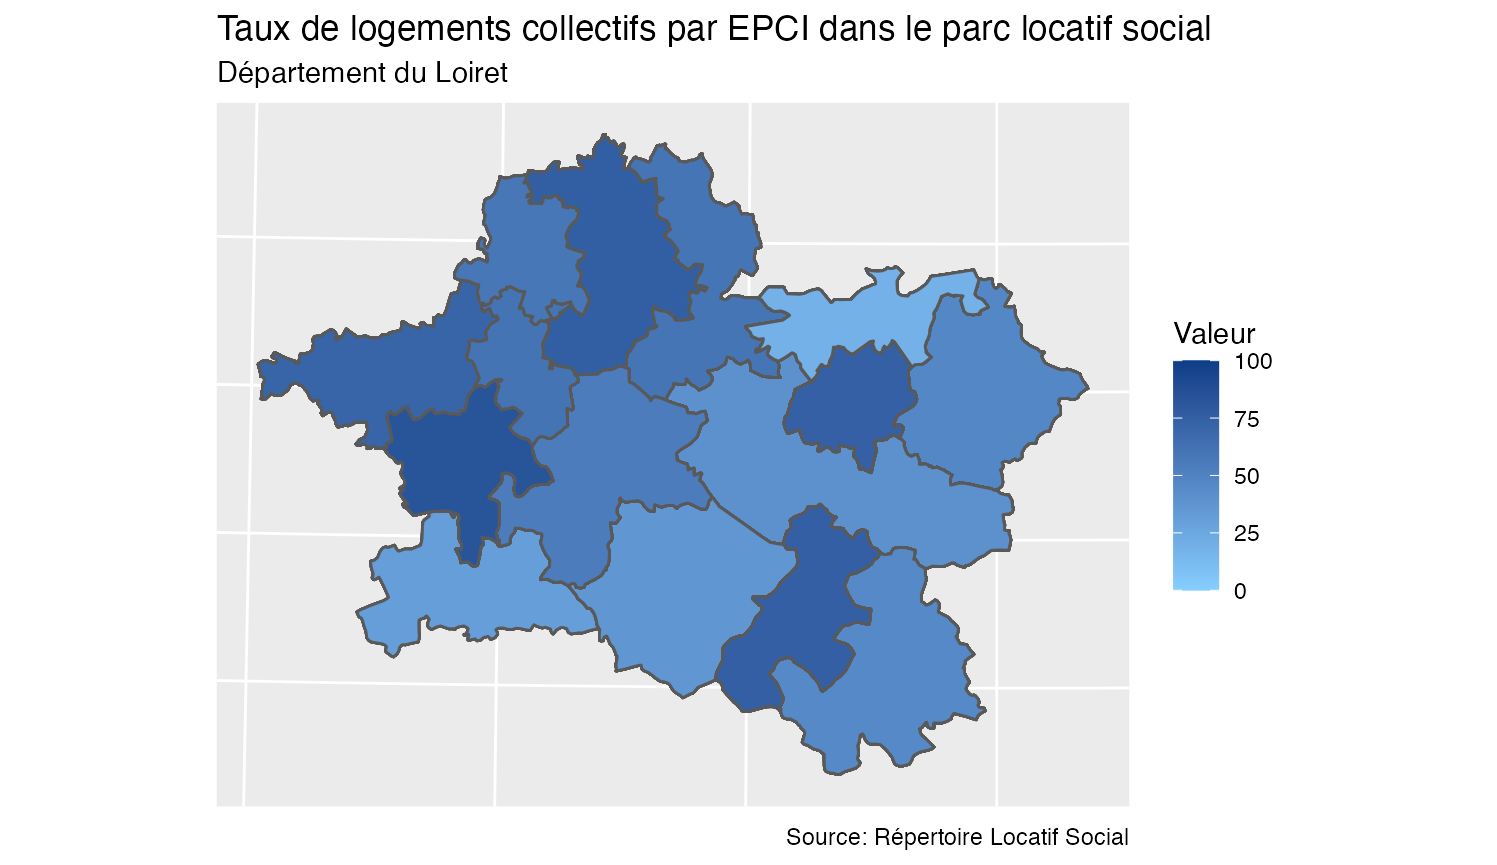 Taux de logements collectifs par EPCI dans le parc locatif social
Département du Loiret
Valeur
100
75
50
25
0
Source: Répertoire Locatif Social